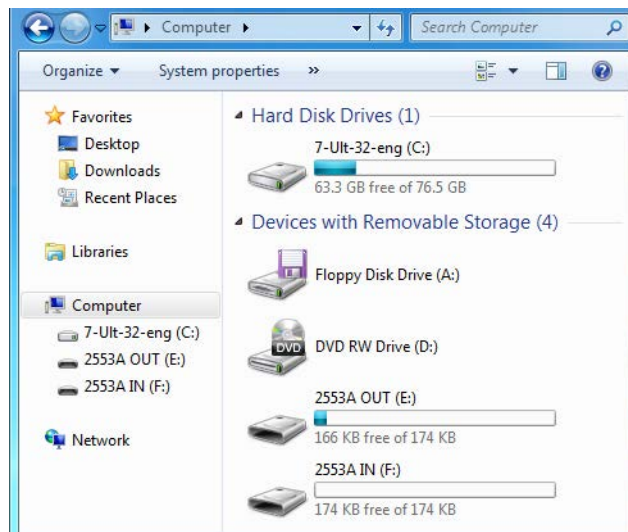 Computer
Search Computer
Organize
System properties
»
Favorites
Desktop
Downloads
Recent Places
Libraries
Computer
7-Ult-32-eng (C:)
2553A OUT (E:)
2553A IN (F:)
Network
Hard Disk Drives (1)
7-Ult-32-eng (C:)
63.3 GB free of 76.5 GB
Devices with Removable Storage (4)
Floppy Disk Drive (A:)
DVD
DVD RW Drive (D:)
2553A OUT (E:)
166 KB free of 174 KB
2553A IN (F:)
174 KB free of 174 KB